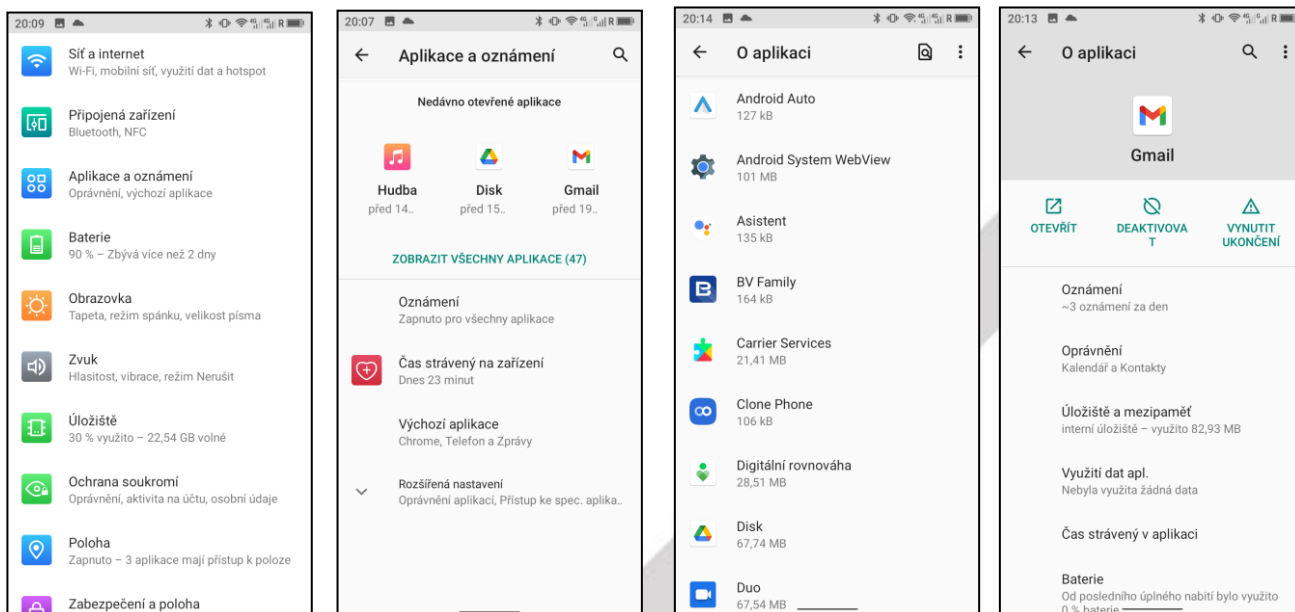 20:09
R
Síť a internet
Wi-Fi, mobilní síť, využití dat a hotspot
Připojená zařízení
Bluetooth, NFC
Aplikace a oznámení
Oprávnění, výchozí aplikace
Baterie
90 % – Zbývá více než 2 dny
Obrazovka
Tapeta, režim spánku, velikost písma
Zvuk
Hlasitost, vibrace, režim Nerušit
Úložiště
30 % využito – 22,54 GB volné
Ochrana soukromí
Oprávnění, aktivita na účtu, osobní údaje
Poloha
Zapnuto – 3 aplikace mají přístup k poloze
Zabezpečení a poloha
20:07
R
Aplikace a oznámení
Nedávno otevřené aplikace
Hudba Disk Gmail
před 14.. před 15.. před 19..
ZOBRAZIT VŠECHNY APLIKACE (47)
Oznámení
Zapnuto pro všechny aplikace
Čas strávený na zařízení
Dnes 23 minut
Výchozí aplikace
Chrome, Telefon a Zprávy
Rozšířená nastavení
Oprávnění aplikací, Přístup ke spec. aplika..
20:14
R
O aplikaci
Android Auto
127 kB
Android System WebView
101 MB
Asistent
135 kB
BV Family
164 kB
Carrier Services
21,41 MB
Clone Phone
106 kB
Digitální rovnováha
28,51 MB
Disk
67,74 MB
Duo
67,54 MB
20:13
R
O aplikaci
Gmail
OTEVŘÍT DEAKTIVOVA VYNUTIT
T UKONČENÍ
Oznámení
~3 oznámení za den
Oprávnění
Kalendář a Kontakty
Úložiště a mezipaměť
interní úložiště – využito 82,93 MB
Využití dat apl.
Nebyla využita žádná data
Čas strávený v aplikaci
Baterie
Od posledního úplného nabití bylo využito
0 % baterie